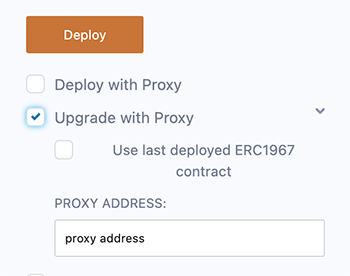 Deploy
Deploy with Proxy
Upgrade with Proxy
Use last deployed ERC1967
contract
PROXY ADDRESS:
proxy address